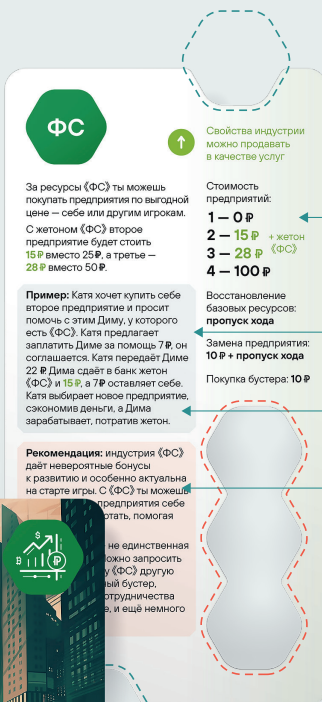 ФС
Свойства индустрии
можно продавать
в качестве услуг
За ресурсы «ФС» ты можешь
покупать предприятия по выгодной
цене — себе или другим игрокам.
С жетоном «ФС» второе
предприятие будет стоить
15 ₽ вместо 25 ₽, а третье —
28 ₽ вместо 50 ₽.
Стоимость
предприятий:
1 — 0 ₽
2 — 15 ₽ + жетон
3 — 28 ₽ «ФС»
4 — 100 ₽
Восстановление
базовых ресурсов:
пропуск хода
Замена предприятия:
10 ₽ + пропуск хода
Покупка бустера: 10 ₽
Пример: Катя хочет купить себе
второе предприятие и просит
помочь с этим Диму, у которого
есть «ФС». Катя предлагает
заплатить Диме за помощь 7 ₽, он
соглашается. Катя передаёт Диме
22 ₽ Дима сдаёт в банк жетон
«ФС» и 15 ₽, а 7 ₽ оставляет себе.
Катя выбирает новое предприятие,
сэкономив деньги, а Дима
зарабатывает, потратив жетон.
Рекомендация: индустрия «ФС»
даёт невероятные бонусы
к развитию и особенно актуальна
на старте игры. С «ФС» ты можешь
предприятия себе
помогая
не единственная
запросить
«ФС» другую
бустер,
и ещё немного